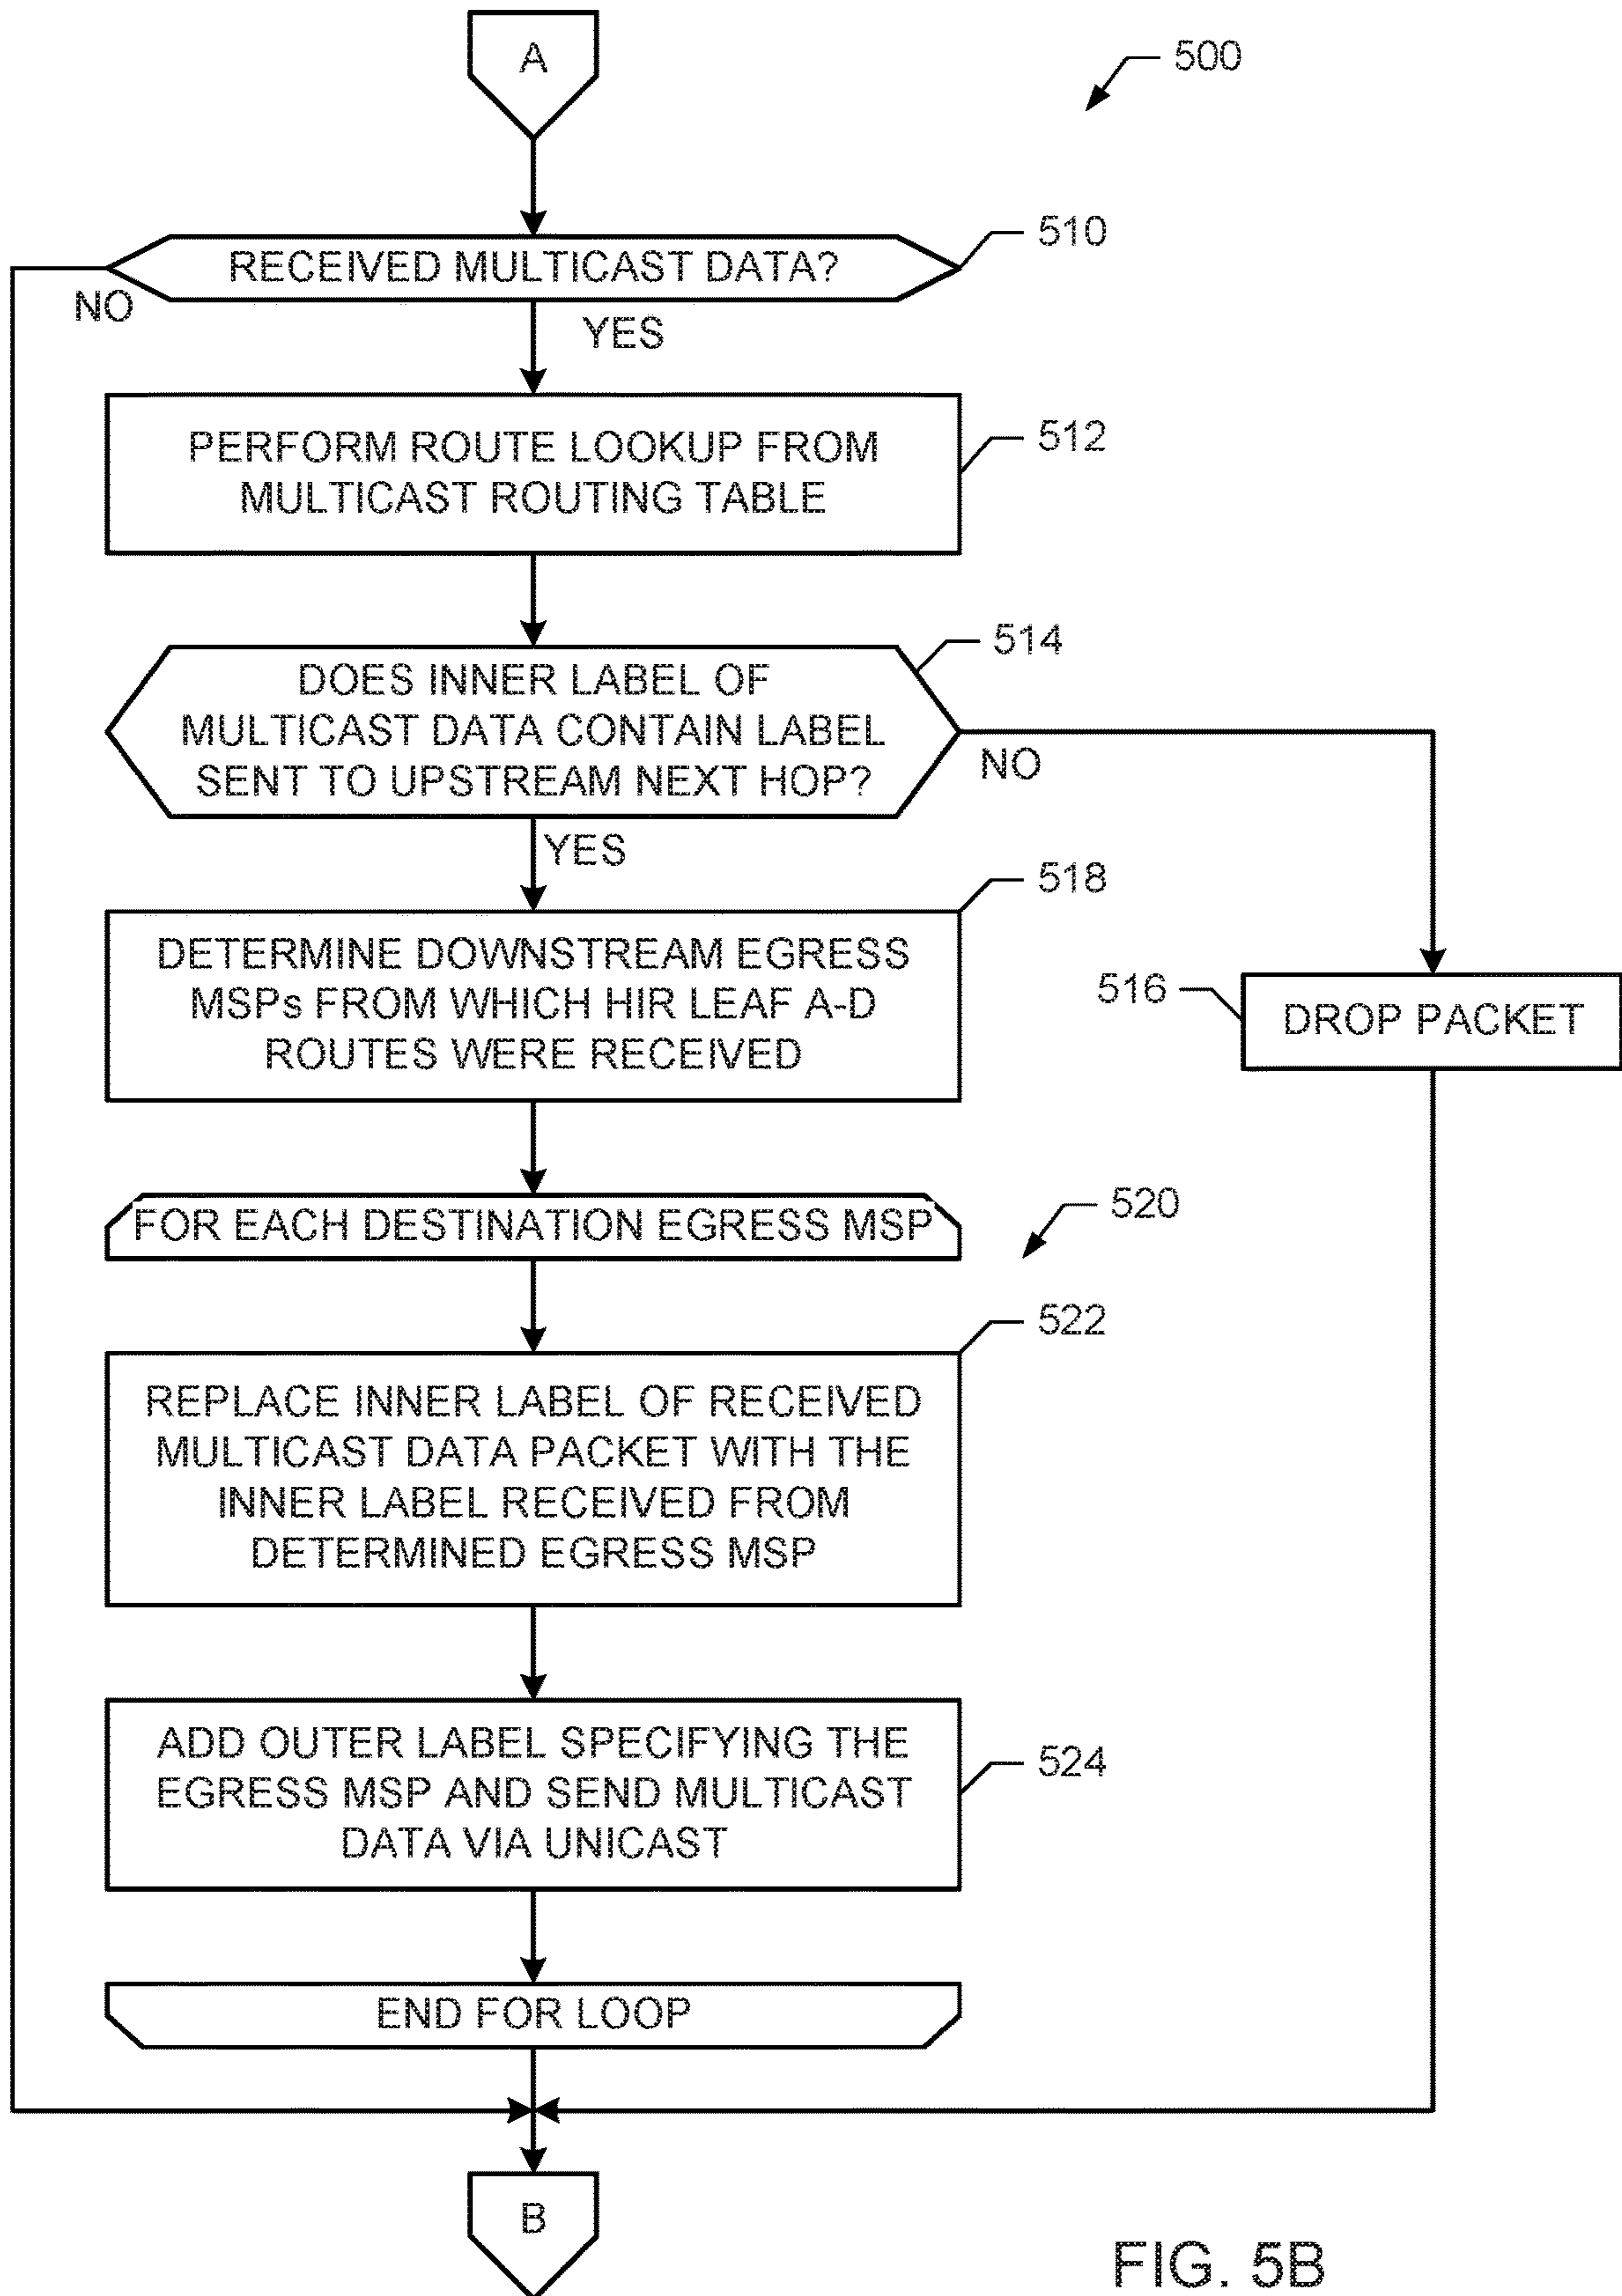 A
500
RECEIVED MULTICAST DATA?
510
NO
YES
PERFORM ROUTE LOOKUP FROM
MULTICAST ROUTING TABLE
512
DOES INNER LABEL OF
MULTICAST DATA CONTAIN LABEL
SENT TO UPSTREAM NEXT HOP?
514
NO
YES
DETERMINE DOWNSTREAM EGRESS
MSPs FROM WHICH HIR LEAF A-D
ROUTES WERE RECEIVED
518
516
DROP PACKET
FOR EACH DESTINATION EGRESS MSP
520
REPLACE INNER LABEL OF RECEIVED
MULTICAST DATA PACKET WITH THE
INNER LABEL RECEIVED FROM
DETERMINED EGRESS MSP
522
ADD OUTER LABEL SPECIFYING THE
EGRESS MSP AND SEND MULTICAST
DATA VIA UNICAST
524
END FOR LOOP
B
FIG. 5B